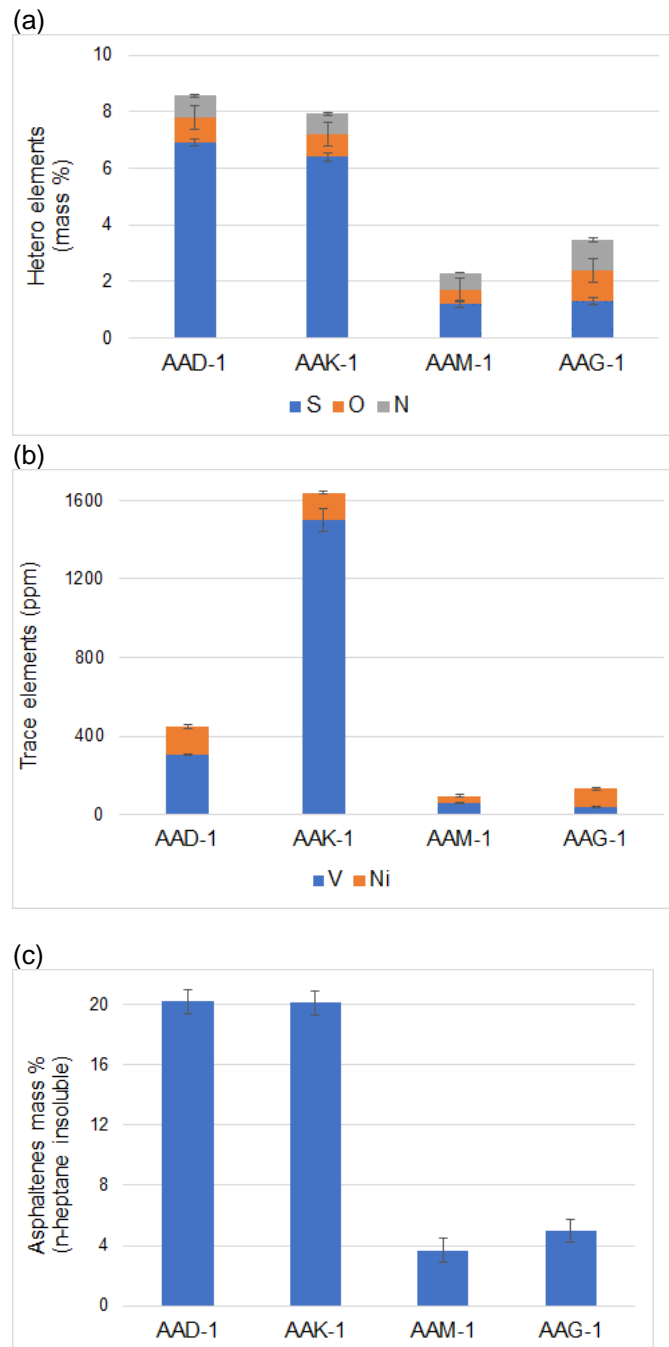 (a)
Hetero elements
(mass %)
10
8
6
4
2
0
AAD-1 AAK-1 AAM-1 AAG-1
S O N
(b)
Trace elements (ppm)
1600
1200
800
400
0
AAD-1 AAK-1 AAM-1 AAG-1
V Ni
(c)
Asphaltenes mass %
(n-heptane insoluble)
20
16
12
8
4
0
AAD-1 AAK-1 AAM-1 AAG-1